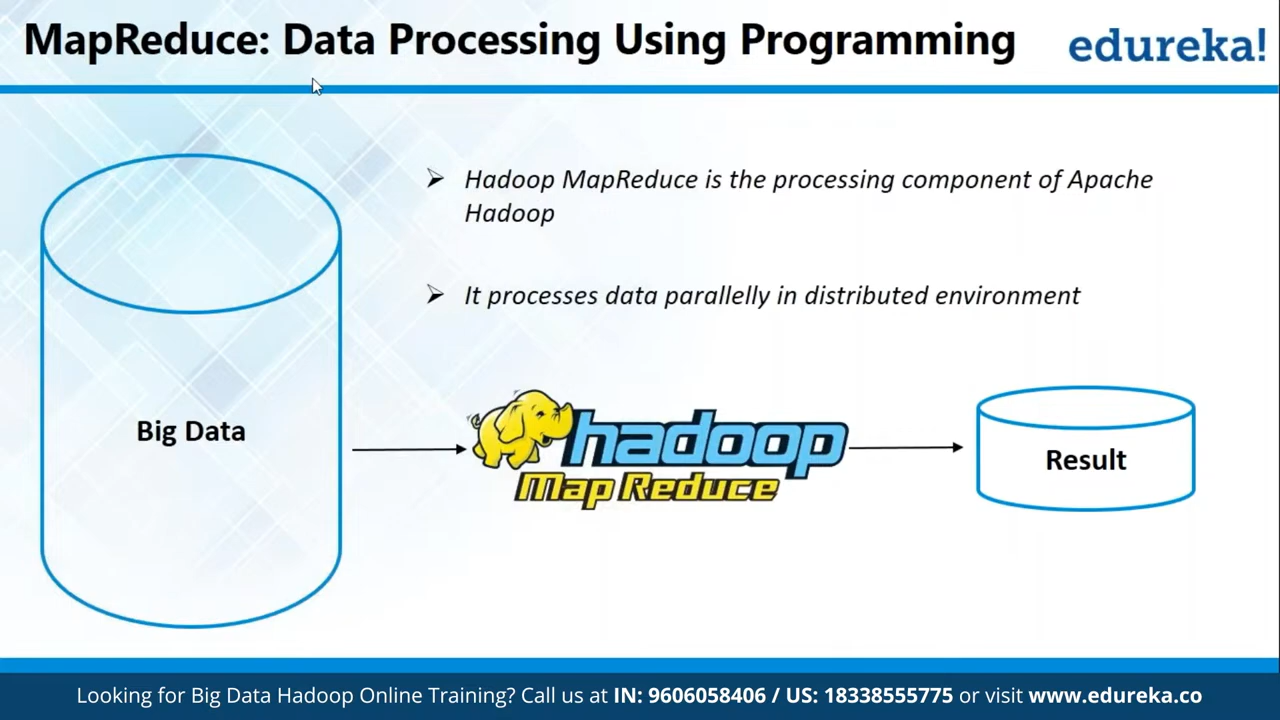 MapReduce: Data Processing Using Programming
edureka!
➢ Hadoop MapReduce is the processing component of Apache
Hadoop
➢ It processes data parallelly in distributed environment
Big Data
hadoop
Map Reduce
Result
Looking for Big Data Hadoop Online Training? Call us at IN: 9606058406 / US: 18338555775 or visit www.edureka.co